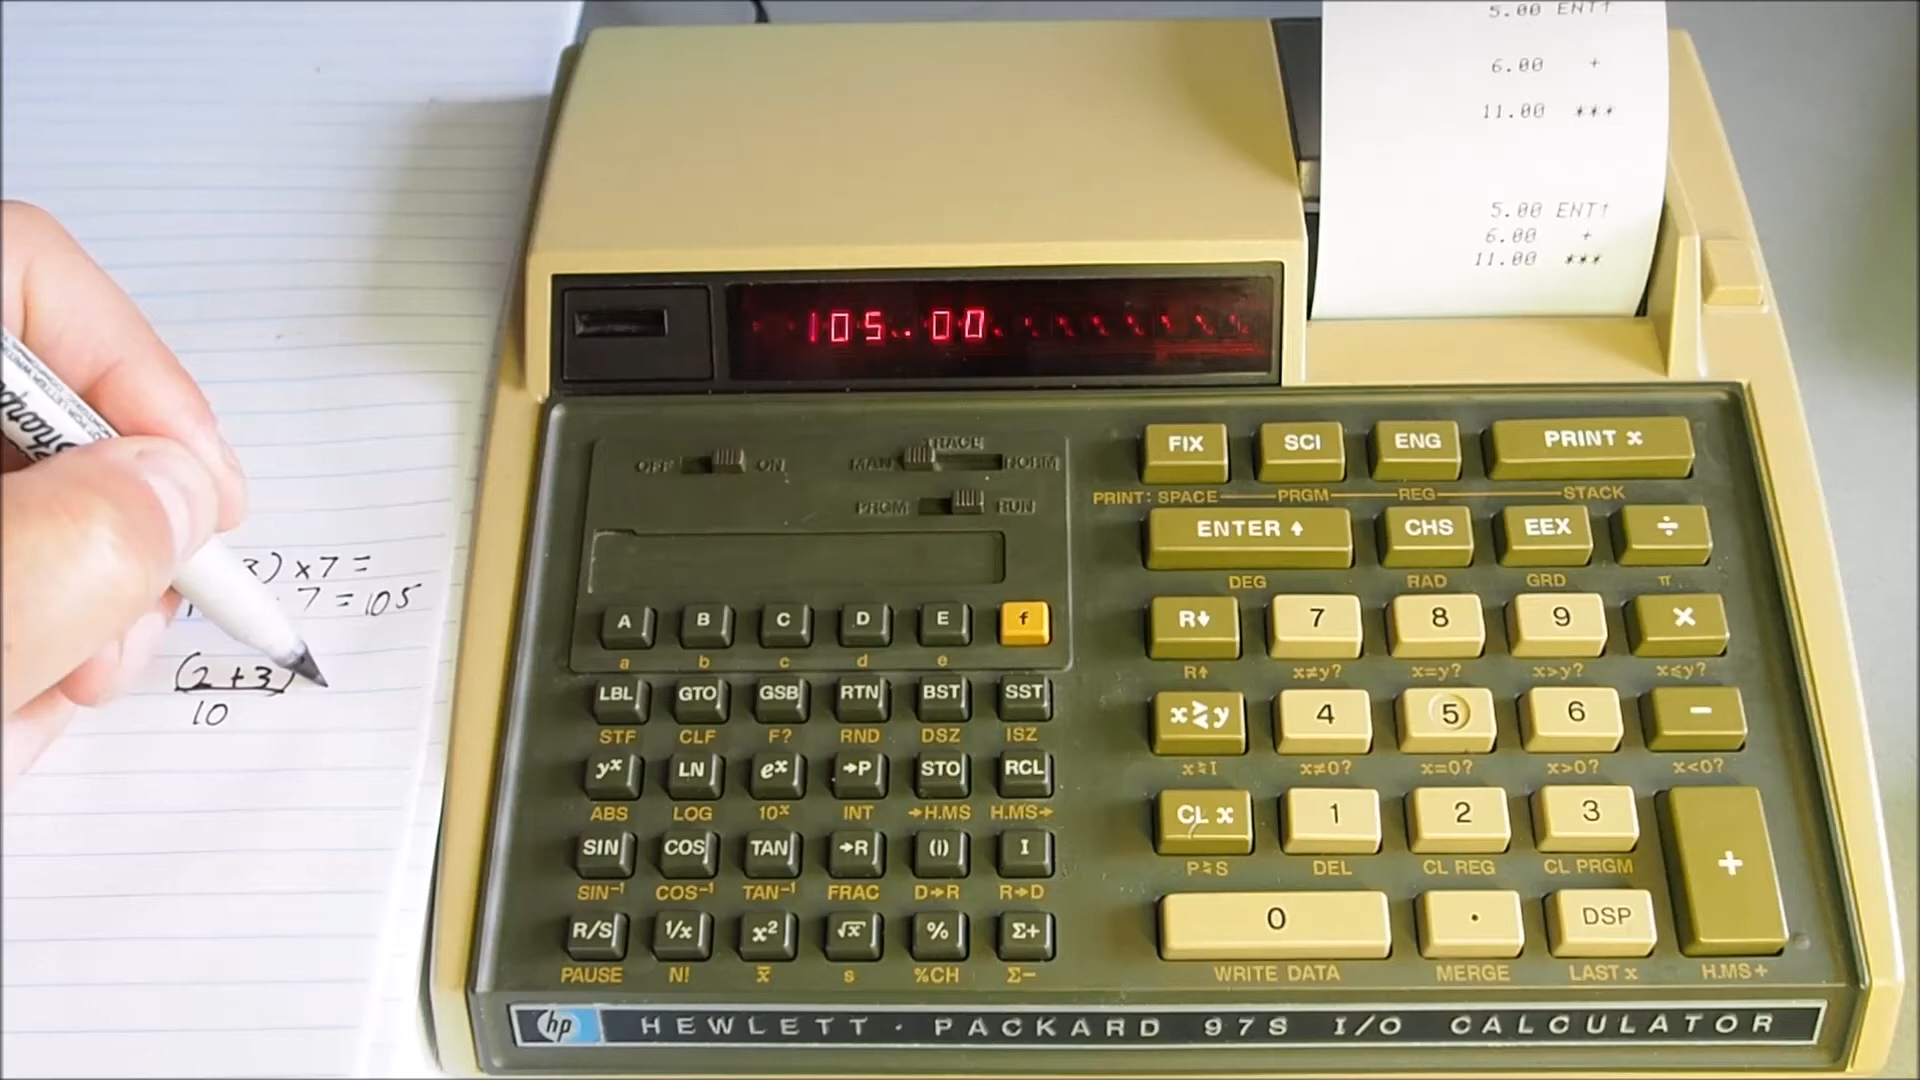 5.00 ENT↑
6.00 +
11.00 ***
5.00 ENT↑
6.00 +
11.00 ***
105.00
Sharpie
3) x7 =
7 = 105
(2+3)
10
TRACE
OFF ON MAN NORM
PRGM RUN
A B C D E f
a b c d e
LBL GTO GSB RTN BST SST
STF CLF F? RND DSZ ISZ
yˣ LN eˣ →P STO RCL
ABS LOG 10ˣ INT →H.MS H.MS→
SIN COS TAN →R (i) I
SIN⁻¹ COS⁻¹ TAN⁻¹ FRAC D→R R→D
R/S 1/x x² √x % Σ+
PAUSE N! x̅ s %CH Σ−
FIX SCI ENG PRINT x
PRINT: SPACE PRGM REG STACK
ENTER ↑ CHS EEX ÷
DEG RAD GRD π
R↓ 7 8 9 ×
R↑ x≠y? x=y? x>y? x≤y?
x≷y 4 5 6 −
x≷I x≠0? x=0? x>0? x<0?
CL x 1 2 3 +
P≷S DEL CL REG CL PRGM
0 · DSP
WRITE DATA MERGE LAST x H.MS+
hp HEWLETT · PACKARD 97S I/O CALCULATOR